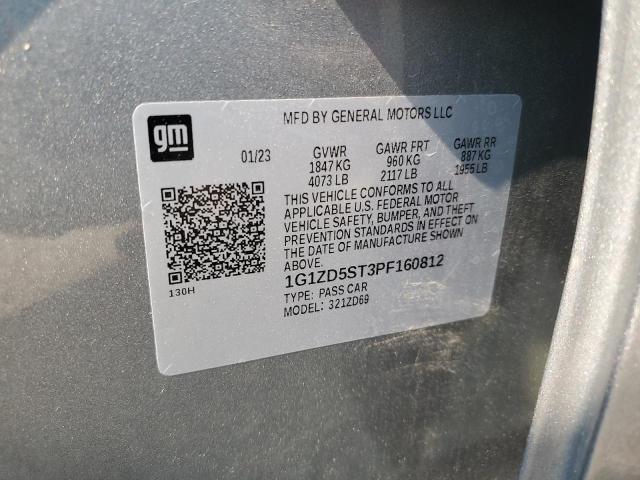 MFD BY GENERAL MOTORS LLC
gm
01/23 GVWR GAWR FRT GAWR RR
1847 KG 960 KG 887 KG
4073 LB 2117 LB 1955 LB
THIS VEHICLE CONFORMS TO ALL
APPLICABLE U.S. FEDERAL MOTOR
VEHICLE SAFETY, BUMPER, AND THEFT
PREVENTION STANDARDS IN EFFECT ON
THE DATE OF MANUFACTURE SHOWN
ABOVE.
130H
1G1ZD5ST3PF160812
TYPE: PASS CAR
MODEL: 321ZD69